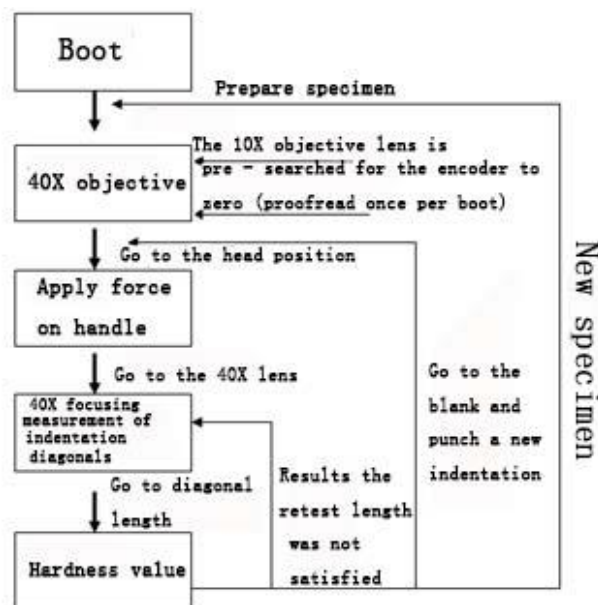 Boot
Prepare specimen
The 10X objective lens is
pre - searched for the encoder to
zero (proofread once per boot)
40X objective
Go to the head position
Apply force
on handle
Go to the 40X lens
40X focusing
measurement of
indentation
diagonals
Go to diagonal
length
Hardness value
Results the
retest length
was not
satisfied
Go to the
blank and
punch a new
indentation
New specimen